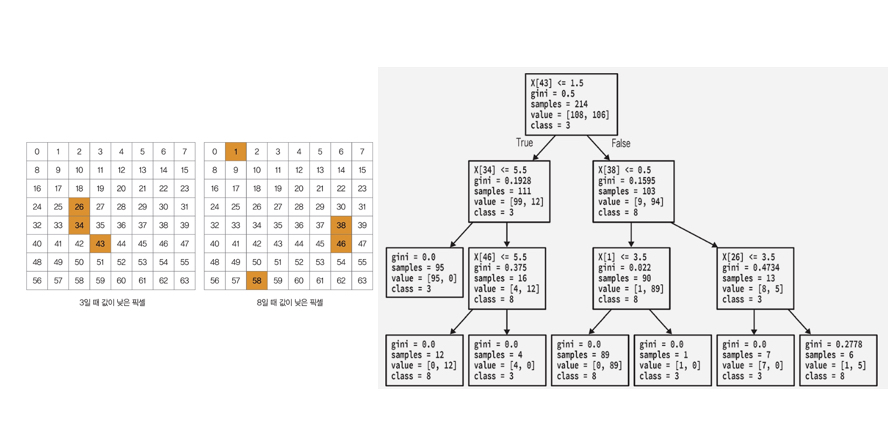 0 1 2 3 4 5 6 7
8 9 10 11 12 13 14 15
16 17 18 19 20 21 22 23
24 25 26 27 28 29 30 31
32 33 34 35 36 37 38 39
40 41 42 43 44 45 46 47
48 49 50 51 52 53 54 55
56 57 58 59 60 61 62 63
3일 때 값이 낮은 픽셀
0 1 2 3 4 5 6 7
8 9 10 11 12 13 14 15
16 17 18 19 20 21 22 23
24 25 26 27 28 29 30 31
32 33 34 35 36 37 38 39
40 41 42 43 44 45 46 47
48 49 50 51 52 53 54 55
56 57 58 59 60 61 62 63
8일 때 값이 낮은 픽셀
X[43] <= 1.5
gini = 0.5
samples = 214
value = [108, 106]
class = 3
True
False
X[34] <= 5.5
gini = 0.1928
samples = 111
value = [99, 12]
class = 3
X[38] <= 0.5
gini = 0.1595
samples = 103
value = [9, 94]
class = 8
gini = 0.0
samples = 95
value = [95, 0]
class = 3
X[46] <= 5.5
gini = 0.375
samples = 16
value = [4, 12]
class = 8
X[1] <= 3.5
gini = 0.022
samples = 90
value = [1, 89]
class = 8
X[26] <= 3.5
gini = 0.4734
samples = 13
value = [8, 5]
class = 3
gini = 0.0
samples = 12
value = [0, 12]
class = 8
gini = 0.0
samples = 4
value = [4, 0]
class = 3
gini = 0.0
samples = 89
value = [0, 89]
class = 8
gini = 0.0
samples = 1
value = [1, 0]
class = 3
gini = 0.0
samples = 7
value = [7, 0]
class = 3
gini = 0.2778
samples = 6
value = [1, 5]
class = 8